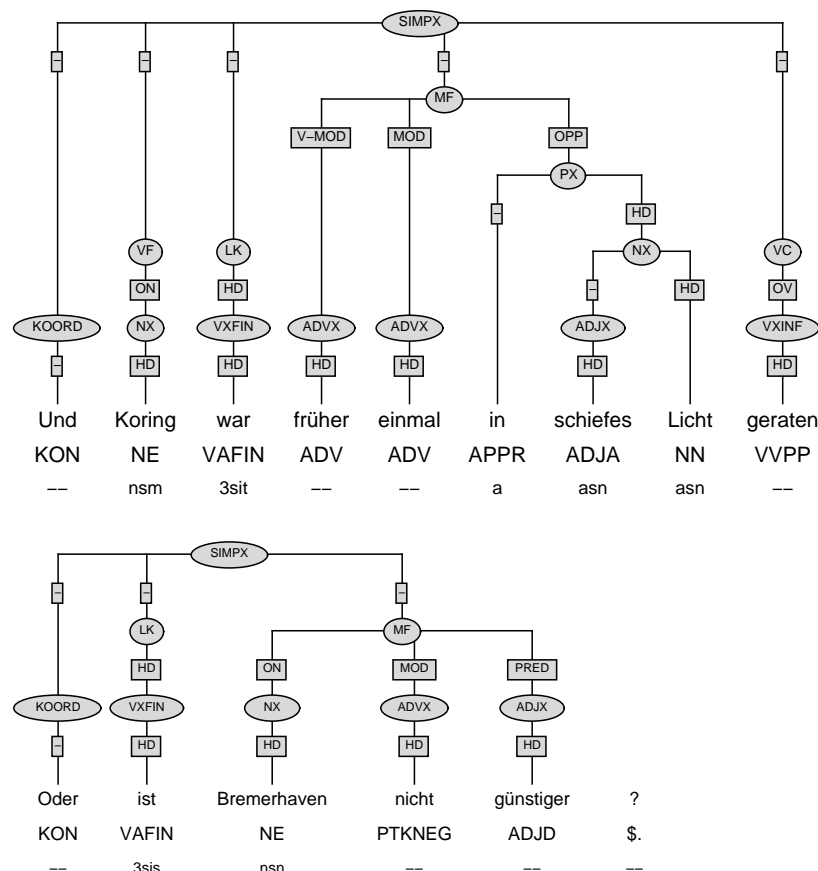 SIMPX
– – – – –
MF
V–MOD MOD OPP
PX
– HD
VF LK NX VC
ON HD – HD OV
KOORD NX VXFIN ADVX ADVX ADJX VXINF
– HD HD HD HD HD HD
Und Koring war früher einmal in schiefes Licht geraten
KON NE VAFIN ADV ADV APPR ADJA NN VVPP
–– nsm 3sit –– –– a asn asn ––
SIMPX
– – –
LK MF
HD ON MOD PRED
KOORD VXFIN NX ADVX ADJX
– HD HD HD HD
Oder ist Bremerhaven nicht günstiger ?
KON VAFIN NE PTKNEG ADJD $.
–– 3sis nsn –– –– ––